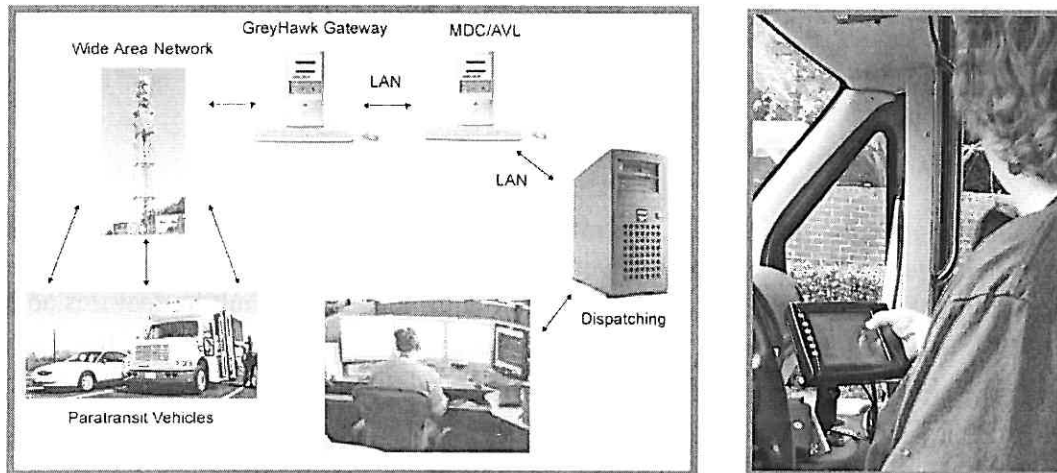 GreyHawk Gateway
MDC/AVL
Wide Area Network
LAN
LAN
Dispatching
Paratransit Vehicles